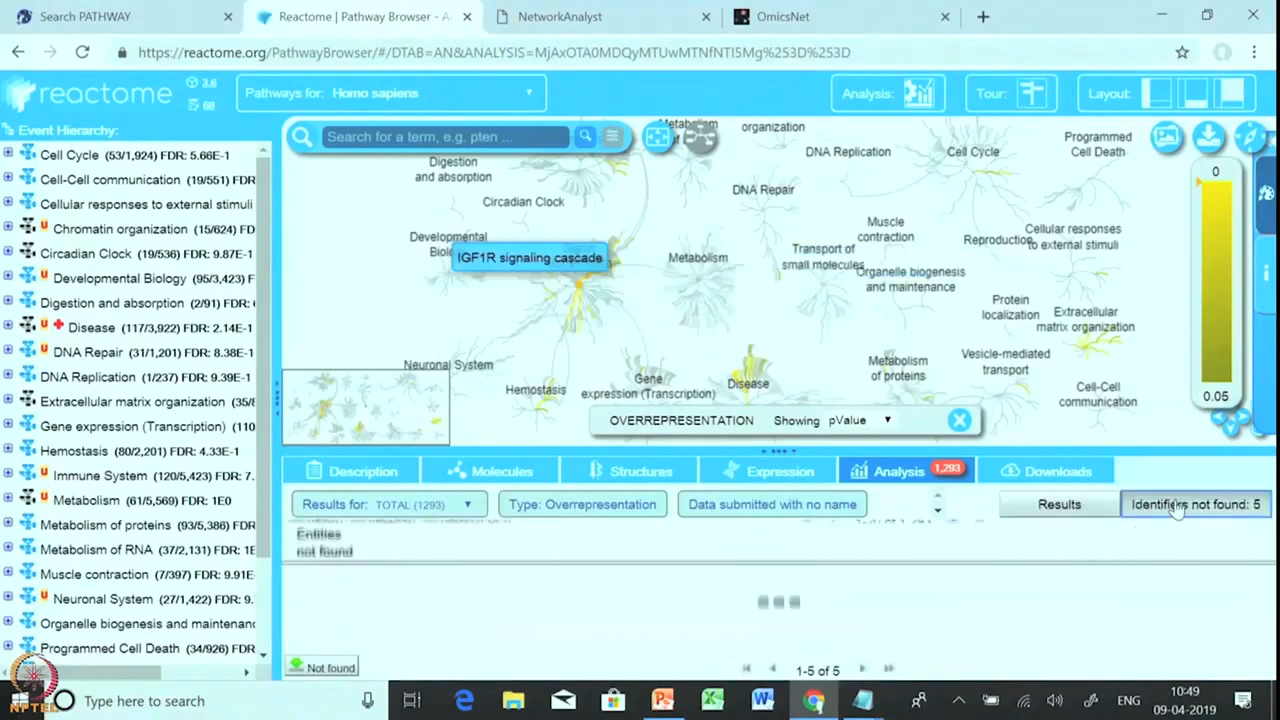 Search PATHWAY
Reactome | Pathway Browser - A
NetworkAnalyst
OmicsNet
https://reactome.org/PathwayBrowser/#/DTAB=AN&ANALYSIS=MjAxOTA0MDQyMTUwMTNfNTI5Mg%253D%253D
reactome
3.6
68
Pathways for: Homo sapiens
Analysis:
Tour:
Layout:
Event Hierarchy:
Cell Cycle (53/1,924) FDR: 5.66E-1
Cell-Cell communication (19/551) FDR
Cellular responses to external stimuli
Chromatin organization (15/624) FD
Circadian Clock (19/536) FDR: 9.87E-1
Developmental Biology (95/3,423) F
Digestion and absorption (2/91) FDR:
Disease (117/3,922) FDR: 2.14E-1
DNA Repair (31/1,201) FDR: 8.38E-1
DNA Replication (1/237) FDR: 9.39E-1
Extracellular matrix organization (35/
Gene expression (Transcription) (110
Hemostasis (80/2,201) FDR: 4.33E-1
Immune System (120/5,423) FDR: 7.
Metabolism (61/5,569) FDR: 1E0
Metabolism of proteins (93/5,386) FDR:
Metabolism of RNA (37/2,131) FDR: 1E
Muscle contraction (7/397) FDR: 9.91E-
Neuronal System (27/1,422) FDR: 9.
Organelle biogenesis and maintenanc
Programmed Cell Death (34/926) FDR:
Search for a term, e.g. pten ...
Metabolism
of RNA
organization
DNA Replication
Cell Cycle
Programmed
Cell Death
Digestion
and absorption
DNA Repair
Circadian Clock
Developmental
Biol
IGF1R signaling cascade
Metabolism
Muscle
contraction
Transport of
small molecules
Reproduction
Cellular responses
to external stimuli
Organelle biogenesis
and maintenance
Protein
localization
Extracellular
matrix organization
Neuronal System
Hemostasis
Gene
expression (Transcription)
Disease
Metabolism
of proteins
Vesicle-mediated
transport
Cell-Cell
communication
0
0.05
OVERREPRESENTATION Showing pValue
Description
Molecules
Structures
Expression
Analysis 1,293
Downloads
Results for: TOTAL (1293)
Type: Overrepresentation
Data submitted with no name
Results
Identifiers not found: 5
Entities
not found
Not found
1-5 of 5
NPTEL
Type here to search
ENG
10:49
09-04-2019